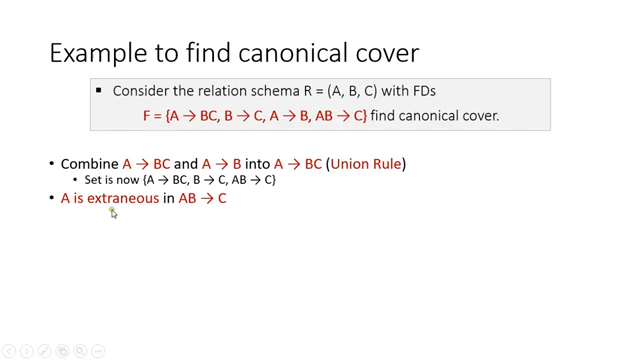 Example to find canonical cover
▪ Consider the relation schema R = (A, B, C) with FDs
F = {A → BC, B → C, A → B, AB → C} find canonical cover.
• Combine A → BC and A → B into A → BC (Union Rule)
• Set is now {A → BC, B → C, AB → C}
• A is extraneous in AB → C